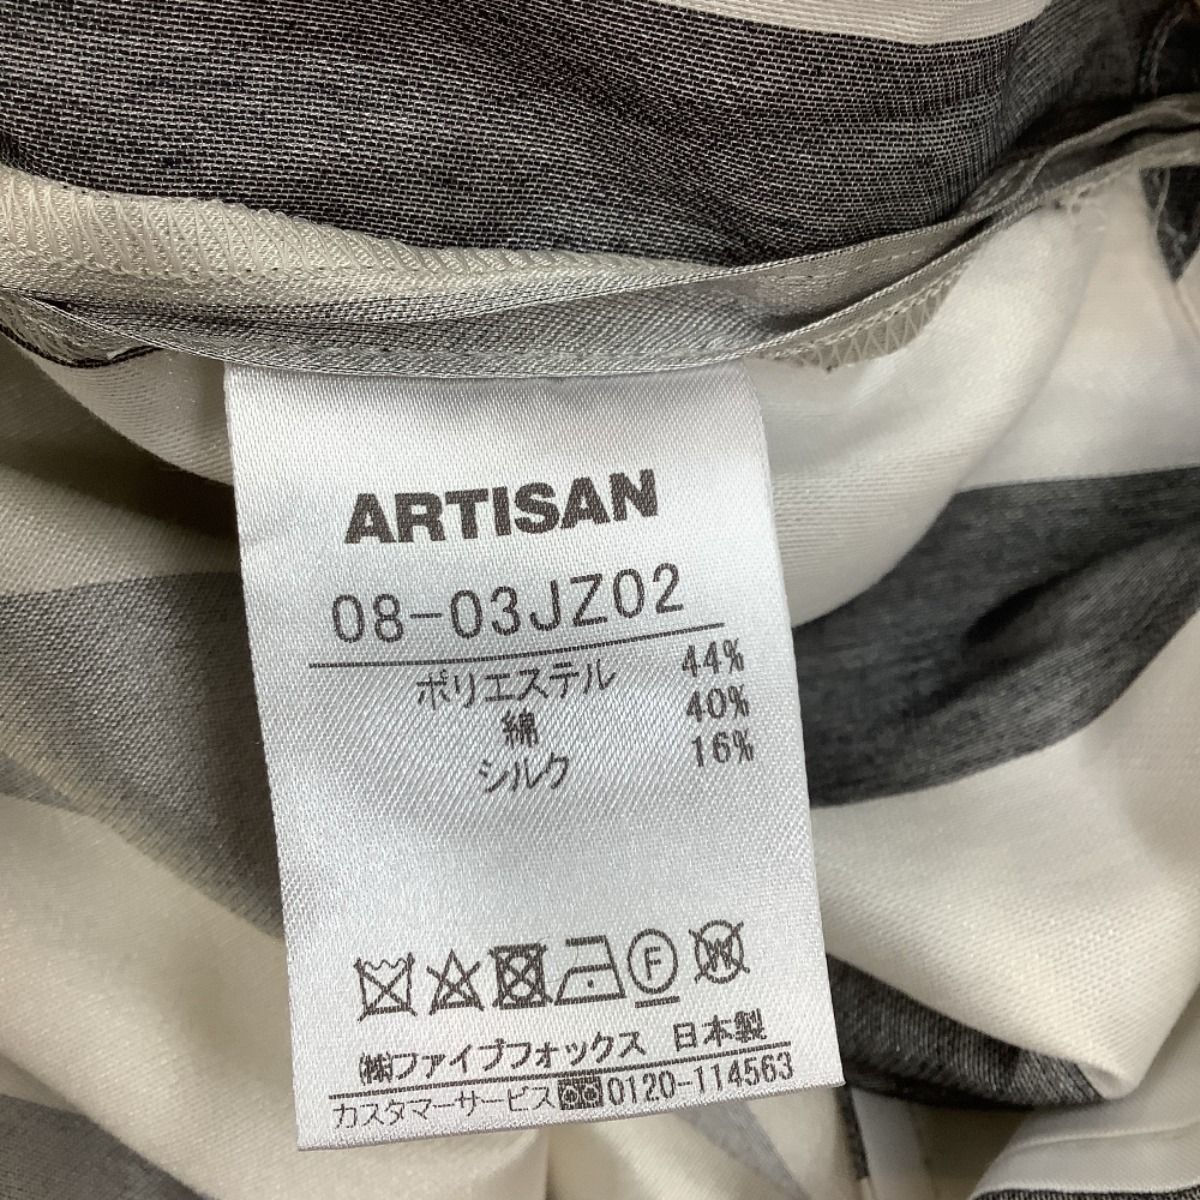 ARTISAN
08-03JZ02
ポリエステル 44%
綿 40%
シルク 16%
F W
㈱ファイブフォックス 日本製
カスタマーサービス 0120-114563